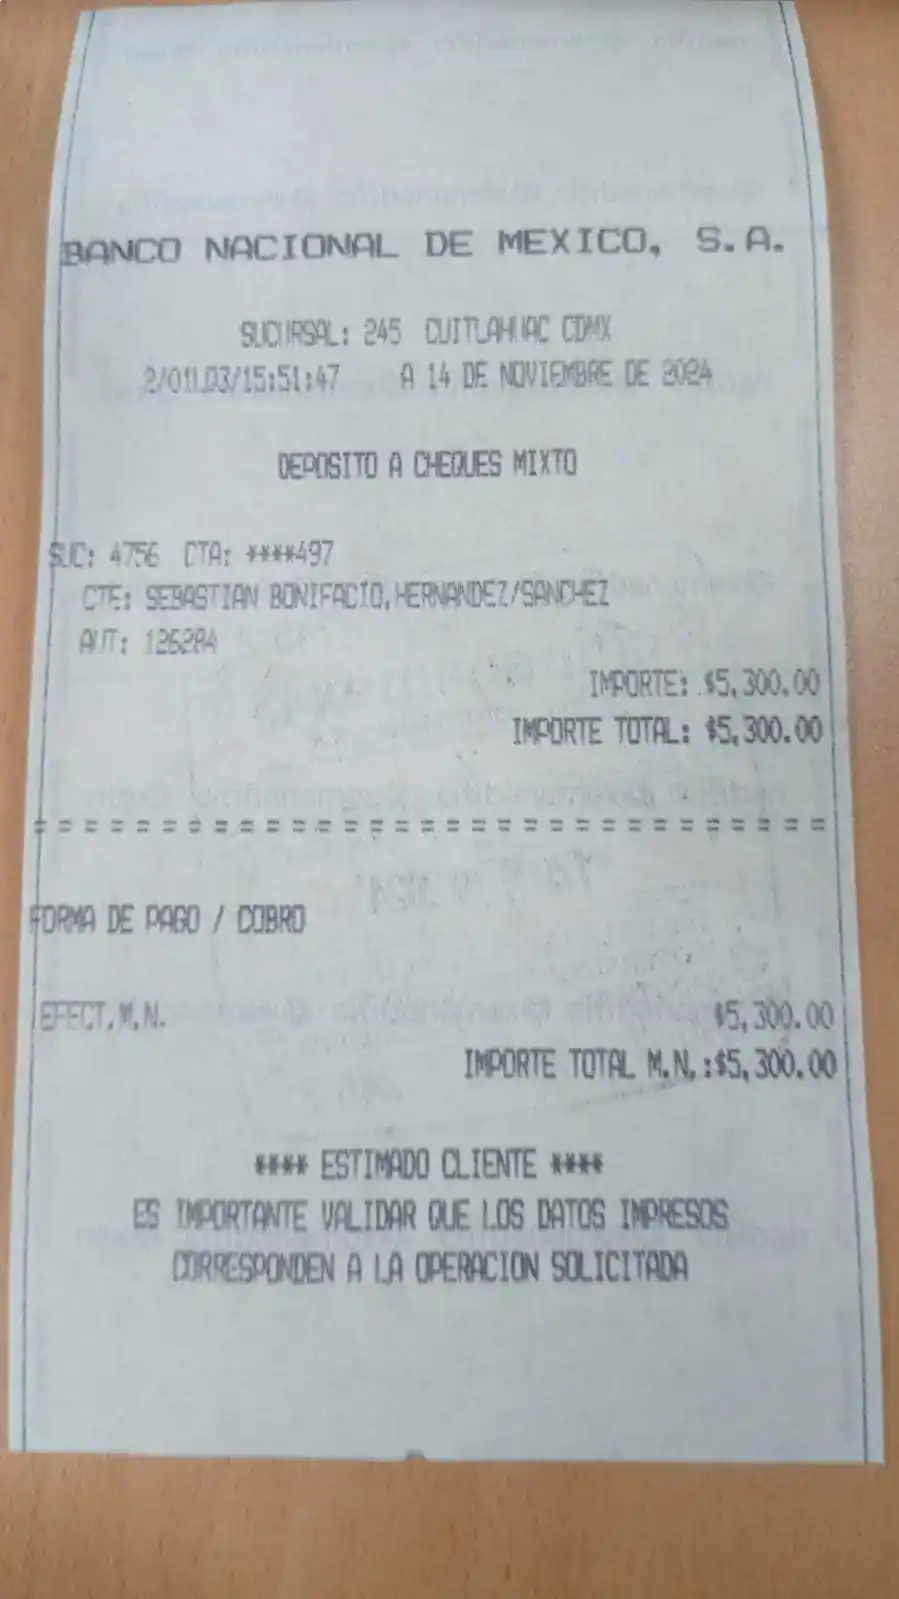 BANCO NACIONAL DE MEXICO, S.A.
SUCURSAL: 245 CUITLAHUAC CDMX
2/01LD3/15:51:47 A 14 DE NOVIEMBRE DE 2024
DEPOSITO A CHEQUES MIXTO
SUC: 4756 CTA: ****497
CTE: SEBASTIAN BONIFACIO,HERNANDEZ/SANCHEZ
AUT: 126284
IMPORTE: $5,300.00
IMPORTE TOTAL: $5,300.00
================================
FORMA DE PAGO / COBRO
EFECT.M.N. $5,300.00
IMPORTE TOTAL M.N.:$5,300.00
**** ESTIMADO CLIENTE ****
ES IMPORTANTE VALIDAR QUE LOS DATOS IMPRESOS
CORRESPONDEN A LA OPERACION SOLICITADA